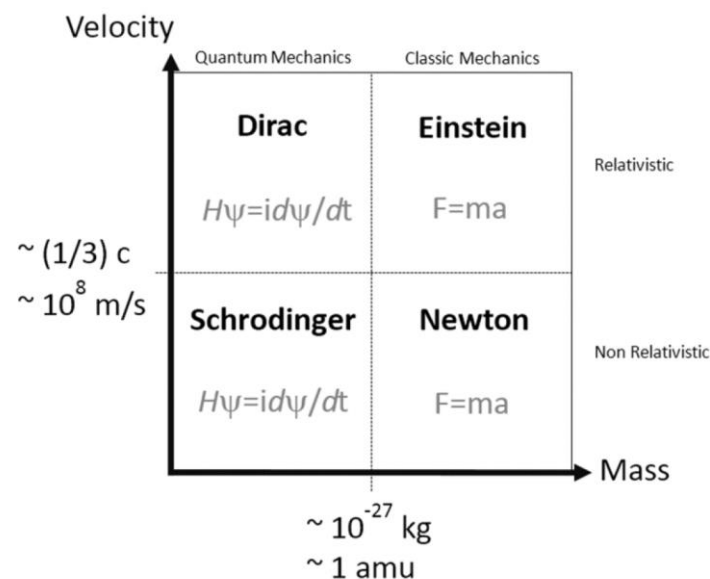 Velocity
Quantum Mechanics
Classic Mechanics
Dirac
Einstein
Relativistic
Hψ=idψ/dt
F=ma
~ (1/3) c
~ 10⁸ m/s
Schrodinger
Newton
Non Relativistic
Hψ=idψ/dt
F=ma
Mass
~ 10⁻²⁷ kg
~ 1 amu